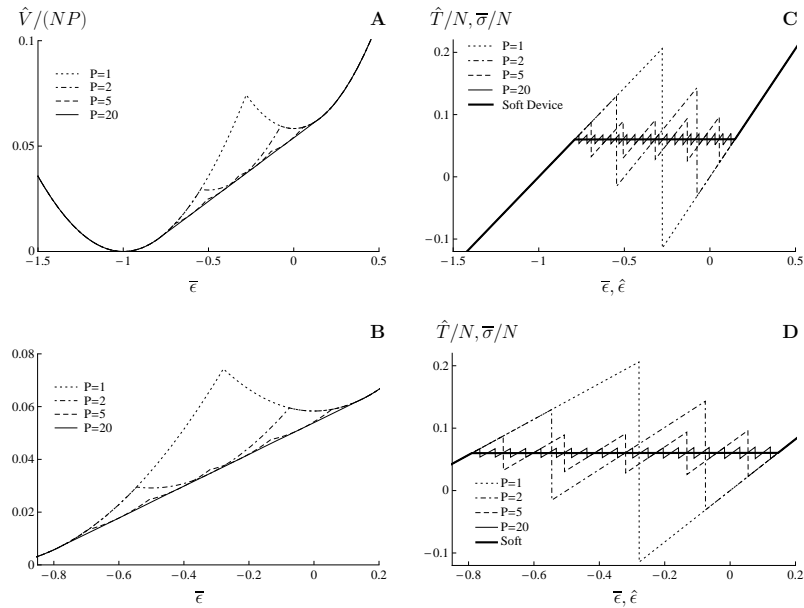 V̂/(NP)
A
P=1
P=2
P=5
P=20
0.1
0.05
0
−1.5
−1
−0.5
0
0.5
ε̄
T̂/N, σ̄/N
C
P=1
P=2
P=5
P=20
Soft Device
0.2
0.1
0
−0.1
−1.5
−1
−0.5
0
0.5
ε̄, ε̂
B
P=1
P=2
P=5
P=20
0.08
0.06
0.04
0.02
0
−0.8
−0.6
−0.4
−0.2
0
0.2
ε̄
T̂/N, σ̄/N
D
0.2
0.1
0
−0.1
P=1
P=2
P=5
P=20
Soft
−0.8
−0.6
−0.4
−0.2
0
0.2
ε̄, ε̂